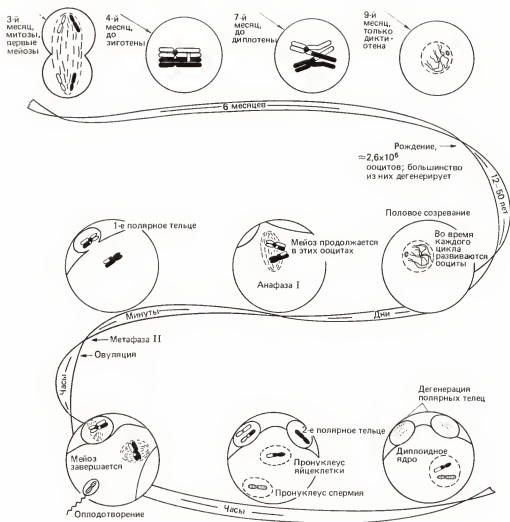 3-й
месяц,
митозы,
первые
мейозы
4-й
месяц,
до
зиготены
7-й
месяц,
до
диплотены
9-й
месяц,
только
дикти-
отена
6 месяцев
Рождение,
≈2,6x10⁶
ооцитов; большинство
из них дегенерирует
12-50 лет
Половое созревание
1-е полярное тельце
Мейоз продолжается
в этих ооцитах
Анафаза I
Во время
каждого
цикла
развиваются
ооциты
Минуты
Дни
Метафаза II
Овуляция
Часы
Дегенерация
полярных телец
2-е полярное тельце
Мейоз
завершается
Пронуклеус
яйцеклетки
Диплоидное
ядро
Пронуклеус спермия
Оплодотворение
Часы